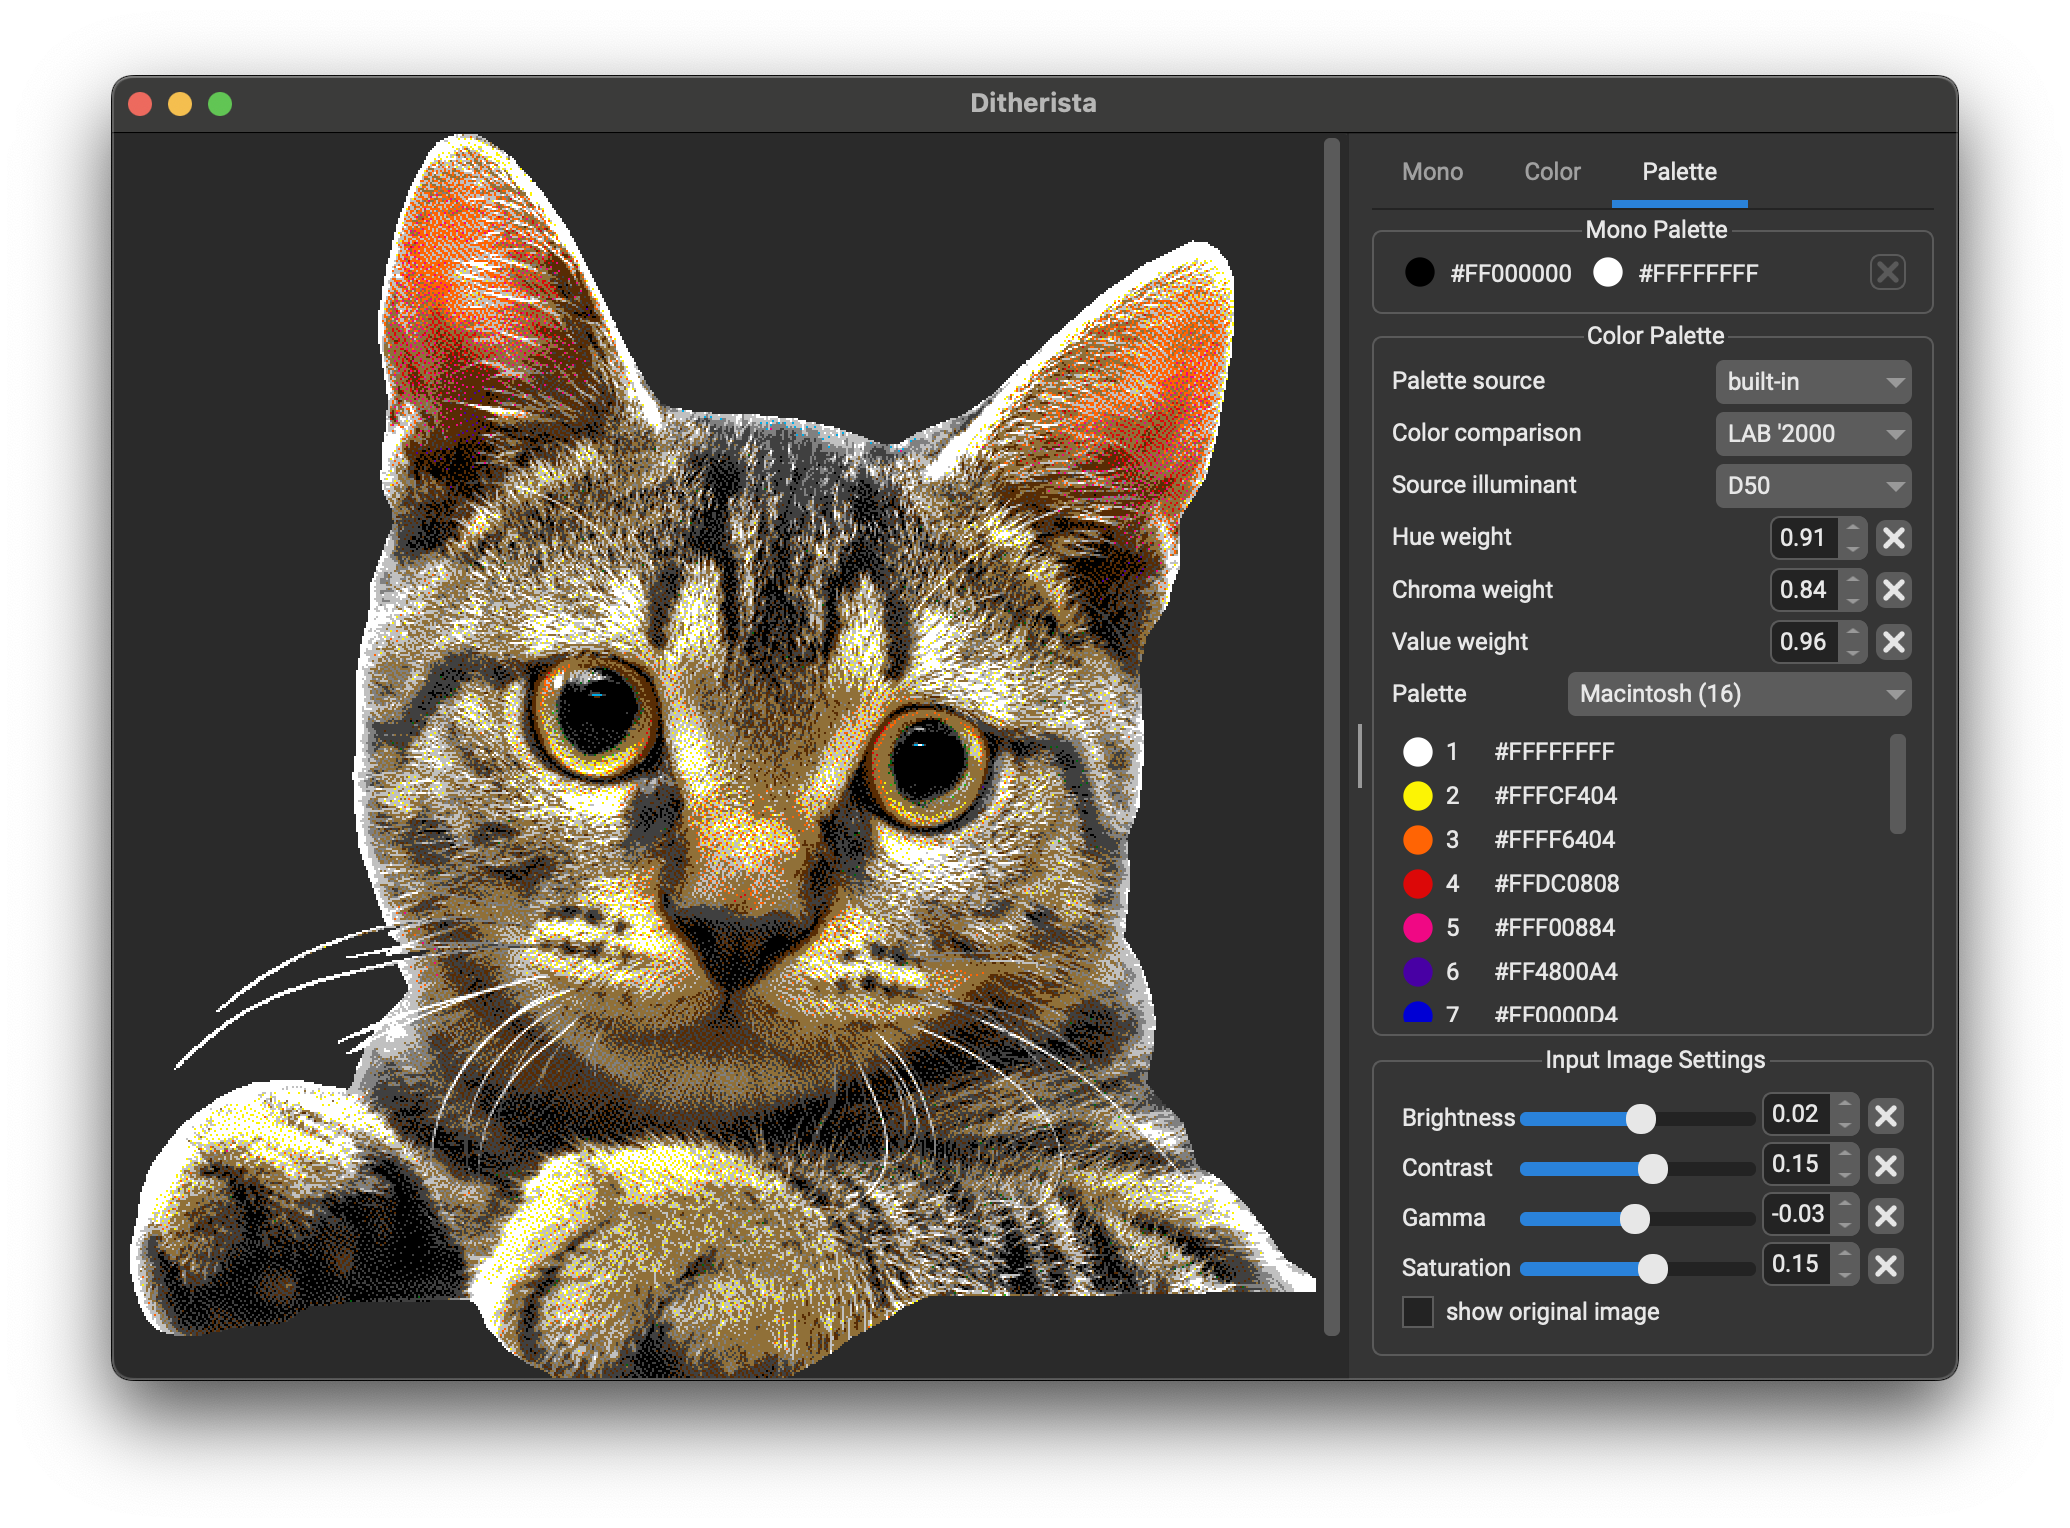 Ditherista
Mono Color Palette
Mono Palette
#FF000000 #FFFFFFFF
Color Palette
Palette source built-in
Color comparison LAB '2000
Source illuminant D50
Hue weight 0.91
Chroma weight 0.84
Value weight 0.96
Palette Macintosh (16)
1 #FFFFFFFF
2 #FFFCF404
3 #FFFF6404
4 #FFDC0808
5 #FFF00884
6 #FF4800A4
7 #FF0000D4
Input Image Settings
Brightness 0.02
Contrast 0.15
Gamma -0.03
Saturation 0.15
show original image